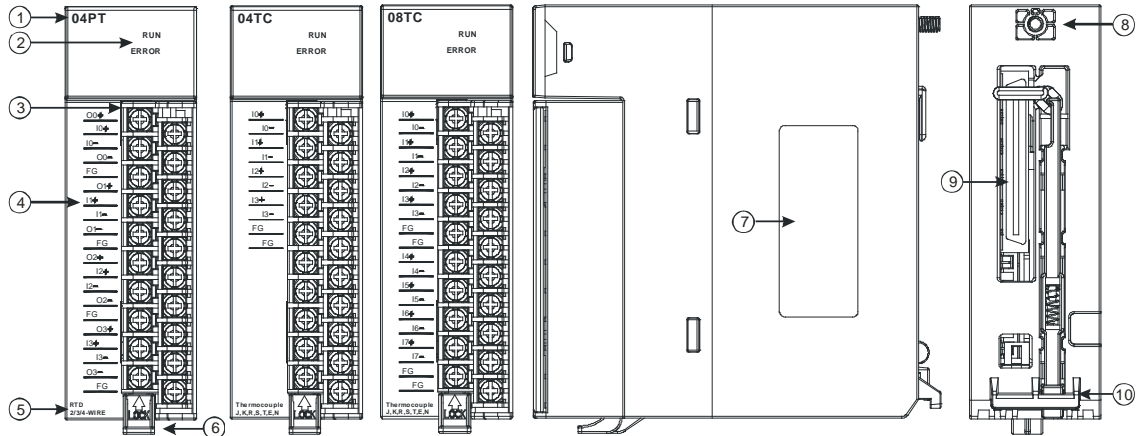 1
04PT
04TC
08TC
2
RUN
ERROR
RUN
ERROR
RUN
ERROR
8
3
O0+
I0+
I0-
O0-
FG
O1+
4
I1+
I1-
O1-
FG
O2+
I2+
I2-
O2-
FG
O3+
I3+
I3-
O3-
FG
5
RTD
2/3/4-WIRE
LOCK
6
I0+
I0-
I1+
I1-
I2+
I2-
I3+
I3-
FG
FG
Thermocouple
J,K,R,S,T,E,N
LOCK
I0+
I0-
I1+
I1-
I2+
I2-
I3+
I3-
FG
I4+
I4-
I5+
I5-
I6+
I6-
I7+
I7-
FG
FG
Thermocouple
J,K,R,S,T,E,N
LOCK
7
9
10